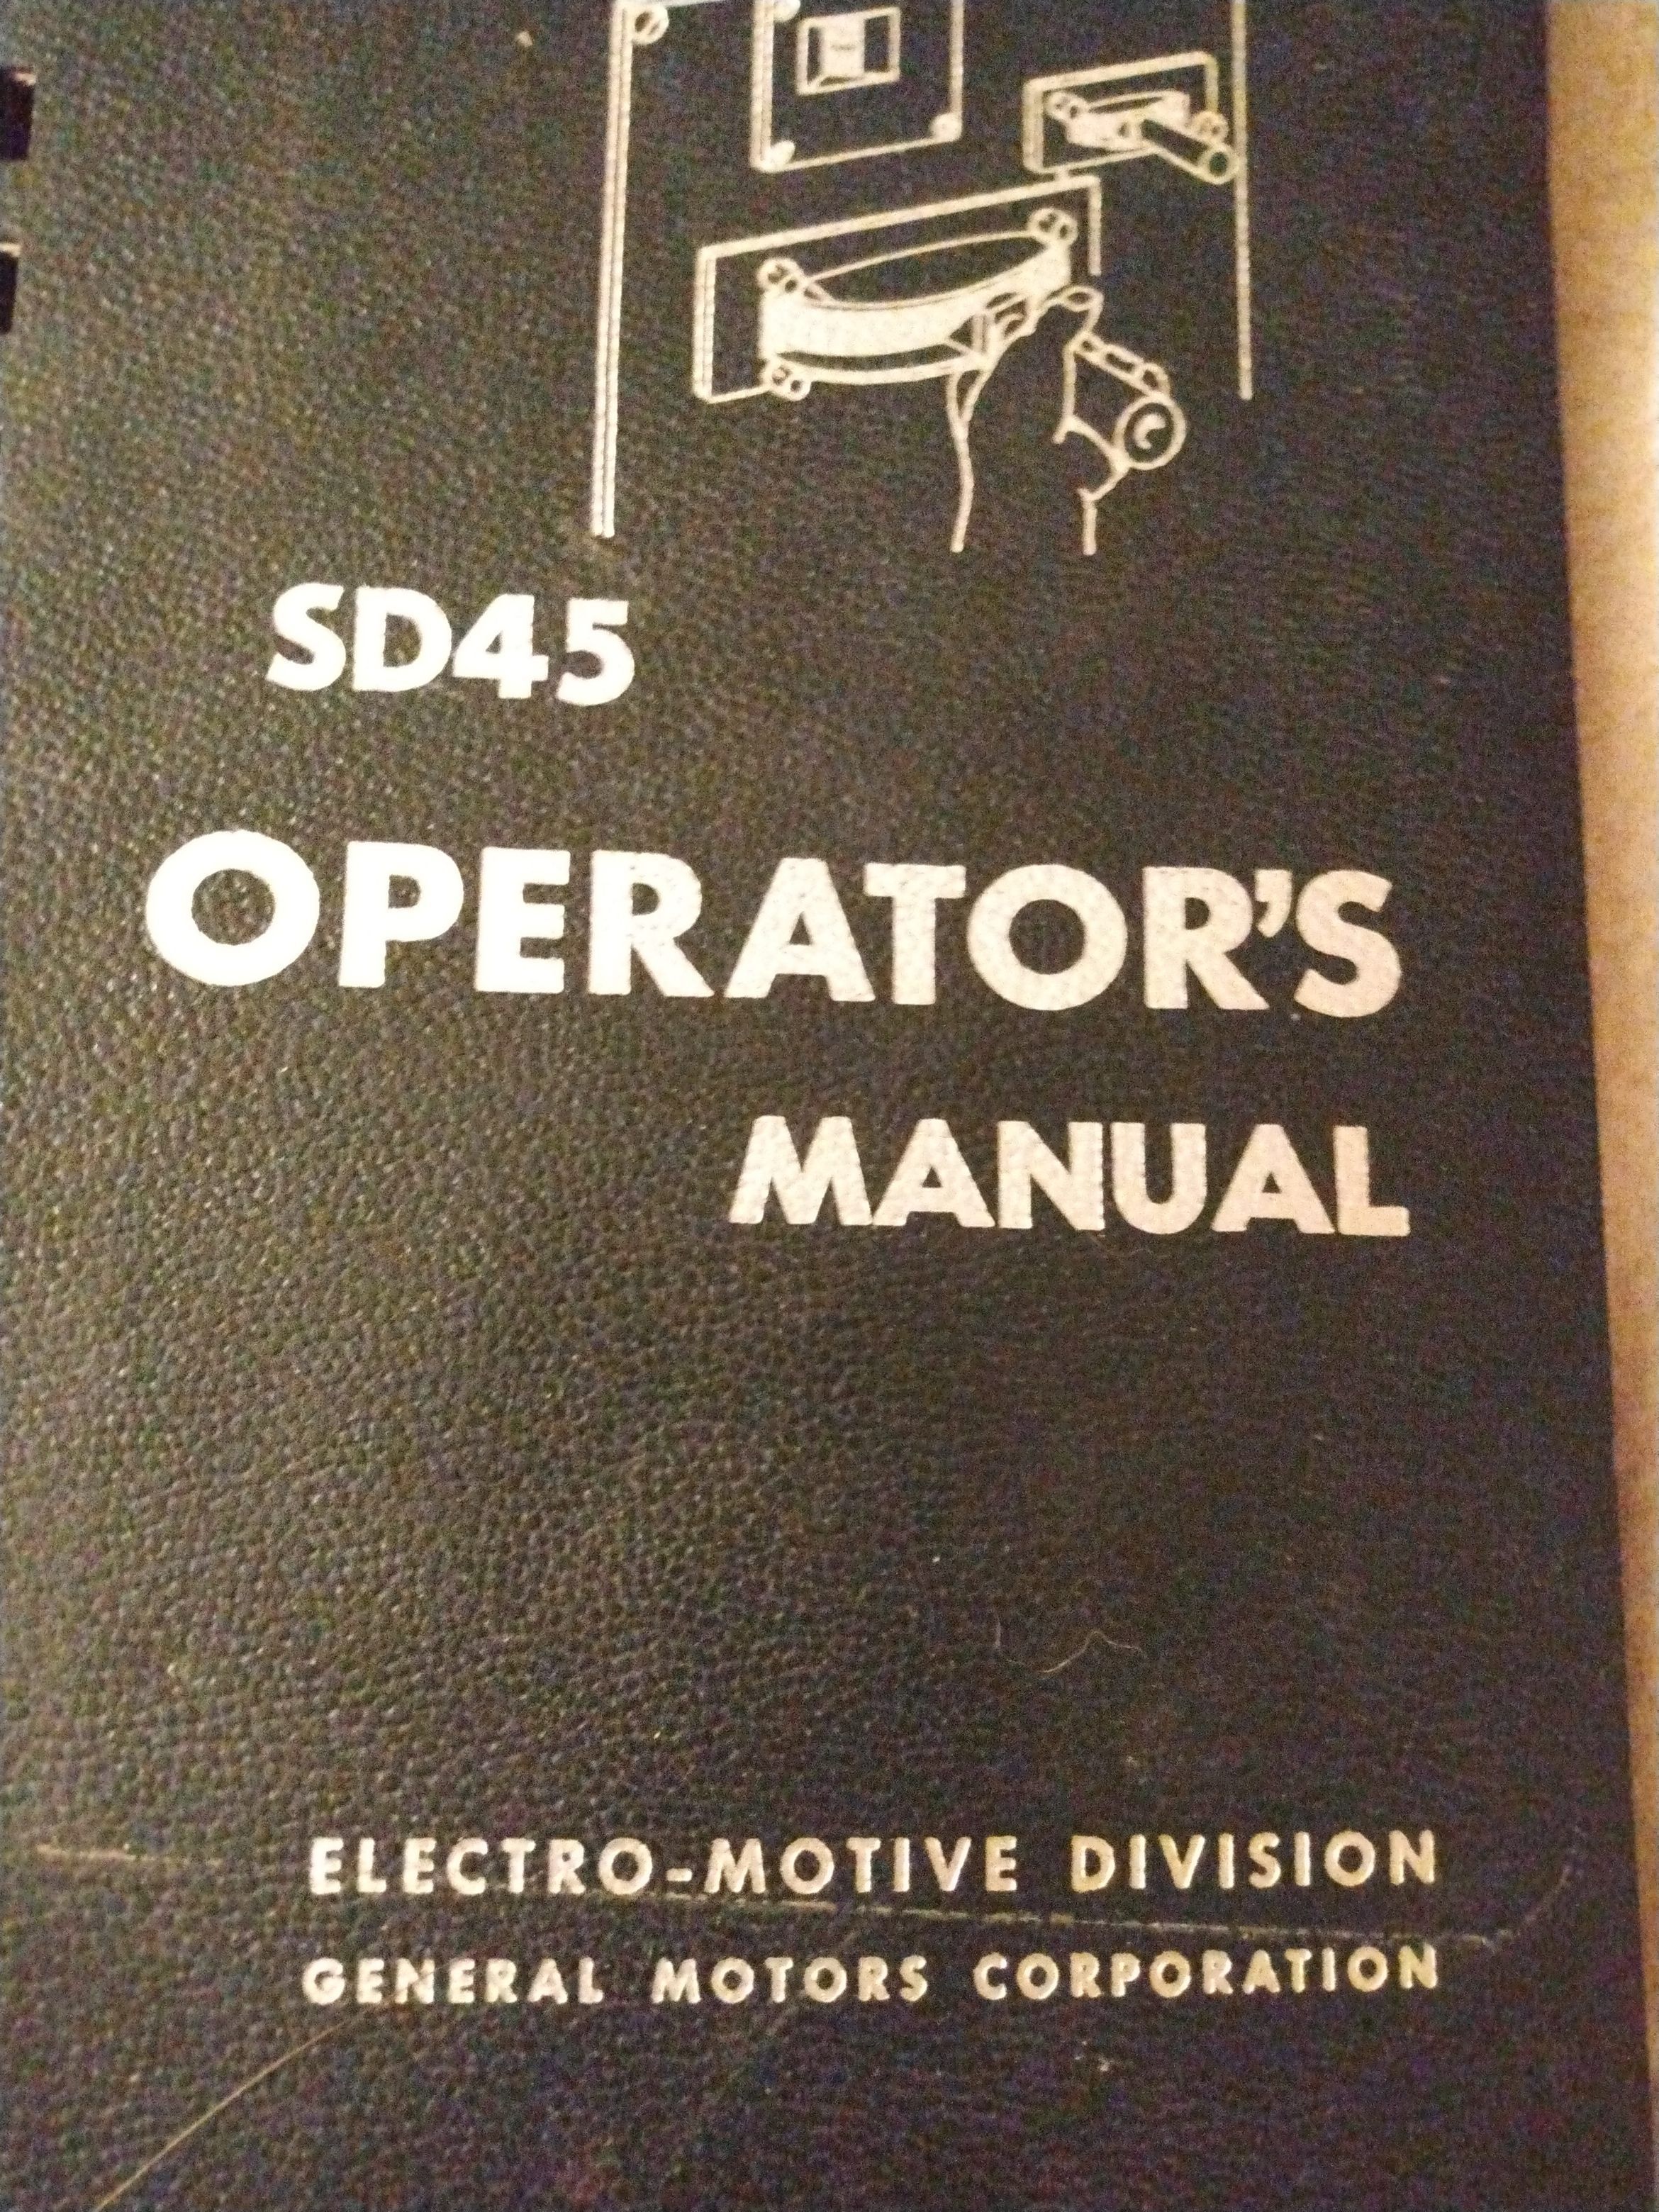 SD45
OPERATOR'S
MANUAL
ELECTRO-MOTIVE DIVISION
GENERAL MOTORS CORPORATION